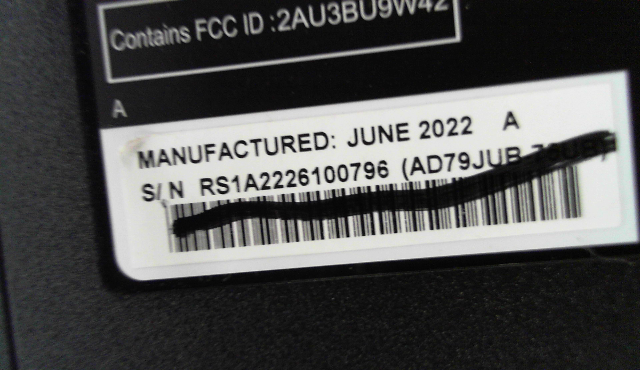 Contains FCC ID :2AU3BU9W42
A
MANUFACTURED: JUNE 2022 A
S/N RS1A2226100796 (AD79JUB